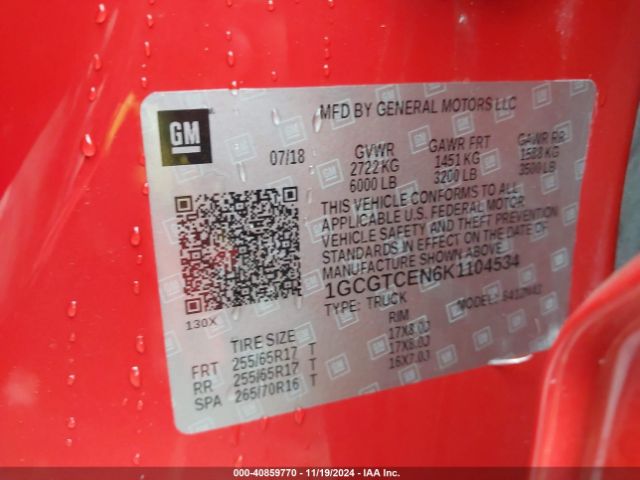 GM
MFD BY GENERAL MOTORS LLC
07/18
GVWR GAWR FRT GAWR RR
2722 KG 1451 KG 1588 KG
6000 LB 3200 LB 3500 LB
THIS VEHICLE CONFORMS TO ALL
APPLICABLE U.S. FEDERAL MOTOR
VEHICLE SAFETY AND THEFT PREVENTION
STANDARDS IN EFFECT ON THE DATE OF
MANUFACTURE SHOWN ABOVE.
1GCGTCEN6K1104534
TYPE: TRUCK MODEL:
130X
TIRE SIZE RIM
FRT 255/65R17 T 17X8.0J
RR 255/65R17 T 17X8.0J
SPA 265/70R16 T 16X7.0J
000-40859770 - 11/19/2024 - IAA Inc.